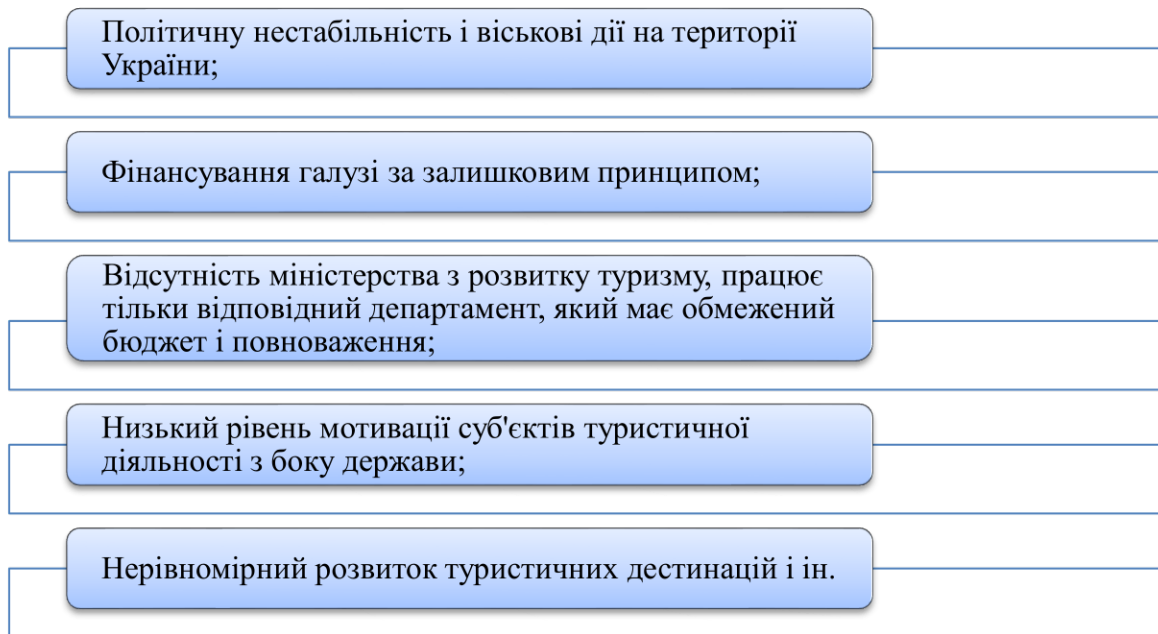 Політичну нестабільність і віськові дії на території
України;
Фінансування галузі за залишковим принципом;
Відсутність міністерства з розвитку туризму, працює
тільки відповідний департамент, який має обмежений
бюджет і повноваження;
Низький рівень мотивації суб'єктів туристичної
діяльності з боку держави;
Нерівномірний розвиток туристичних дестинацій і ін.